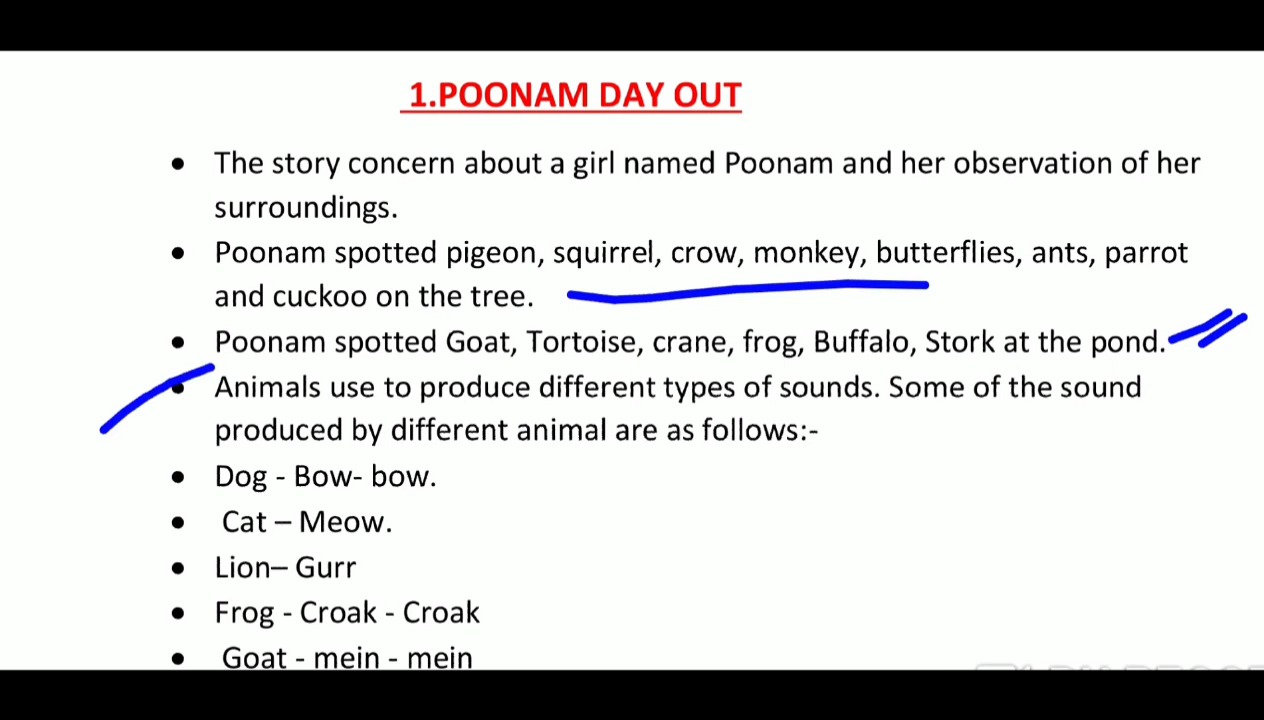 1.POONAM DAY OUT
• The story concern about a girl named Poonam and her observation of her
surroundings.
• Poonam spotted pigeon, squirrel, crow, monkey, butterflies, ants, parrot
and cuckoo on the tree.
• Poonam spotted Goat, Tortoise, crane, frog, Buffalo, Stork at the pond.
• Animals use to produce different types of sounds. Some of the sound
produced by different animal are as follows:-
• Dog - Bow- bow.
• Cat – Meow.
• Lion– Gurr
• Frog - Croak - Croak
• Goat - mein - mein